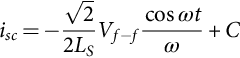 $i_{sc} = -\frac{\sqrt{2}}{2L_S} V_{f-f} \frac{\cos \omega t}{\omega} + C$